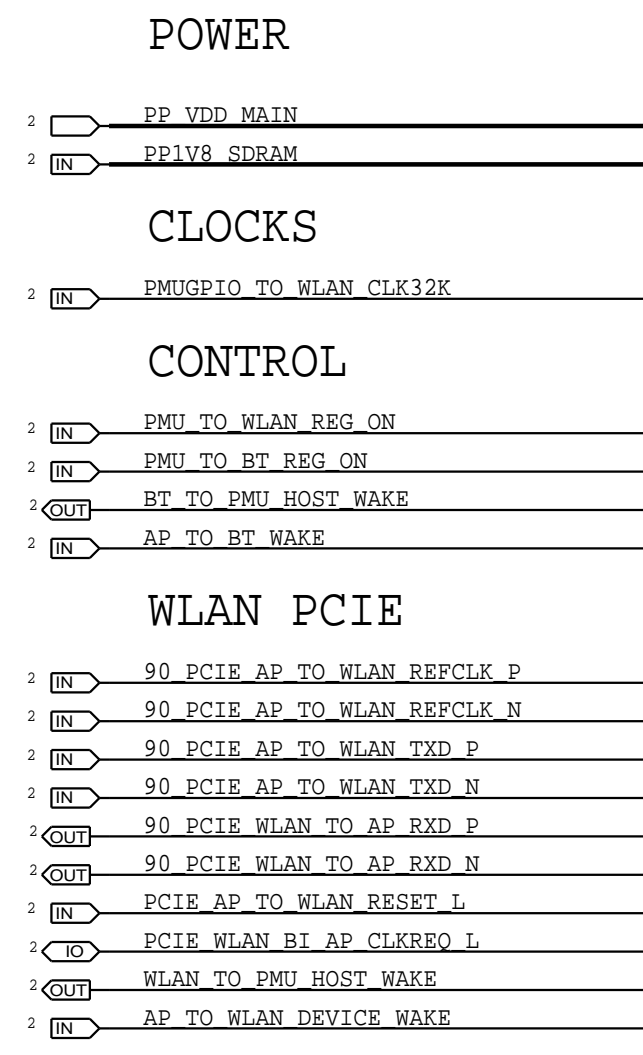 POWER
2 PP_VDD_MAIN
2 IN PP1V8_SDRAM
CLOCKS
2 IN PMUGPIO_TO_WLAN_CLK32K
CONTROL
2 IN PMU_TO_WLAN_REG_ON
2 IN PMU_TO_BT_REG_ON
2 OUT BT_TO_PMU_HOST_WAKE
2 IN AP_TO_BT_WAKE
WLAN PCIE
2 IN 90_PCIE_AP_TO_WLAN_REFCLK_P
2 IN 90_PCIE_AP_TO_WLAN_REFCLK_N
2 IN 90_PCIE_AP_TO_WLAN_TXD_P
2 IN 90_PCIE_AP_TO_WLAN_TXD_N
2 OUT 90_PCIE_WLAN_TO_AP_RXD_P
2 OUT 90_PCIE_WLAN_TO_AP_RXD_N
2 IN PCIE_AP_TO_WLAN_RESET_L
2 IO PCIE_WLAN_BI_AP_CLKREQ_L
2 OUT WLAN_TO_PMU_HOST_WAKE
2 IN AP_TO_WLAN_DEVICE_WAKE